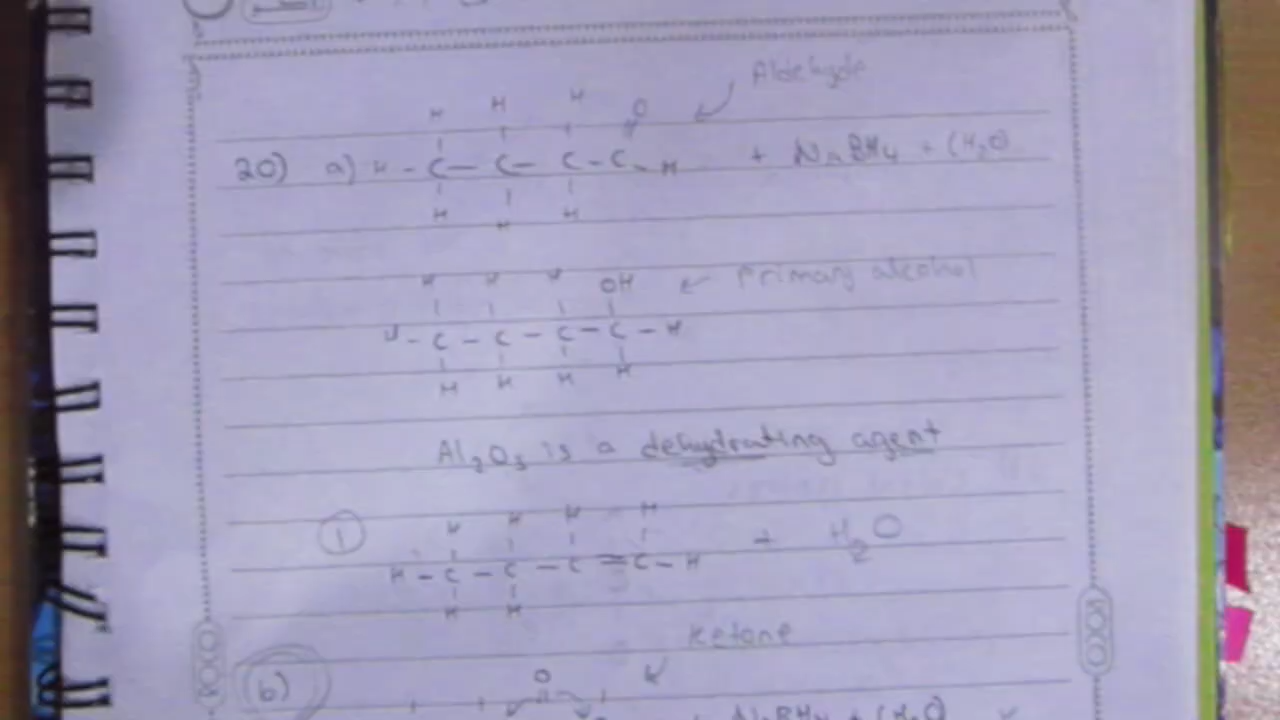 Aldehyde
H H H O
20) a) H - C - C - C - C - H + NaBH4 + (H2O
H H H
H H H OH ← Primary alcohol
H - C - C - C - C - H
H H H H
Al2O3 is a dehydrating agent
① H H H H
H - C - C - C = C - H + H2O
H H
ketone
b) O
NaBH4 + (H2O)